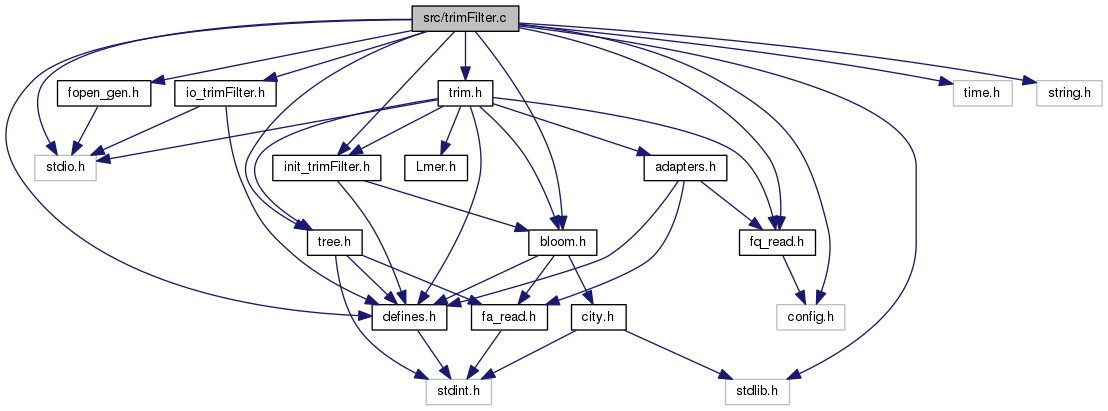 src/trimFilter.c
fopen_gen.h
io_trimFilter.h
trim.h
time.h
string.h
stdio.h
init_trimFilter.h
Lmer.h
adapters.h
tree.h
bloom.h
fq_read.h
defines.h
fa_read.h
city.h
config.h
stdint.h
stdlib.h